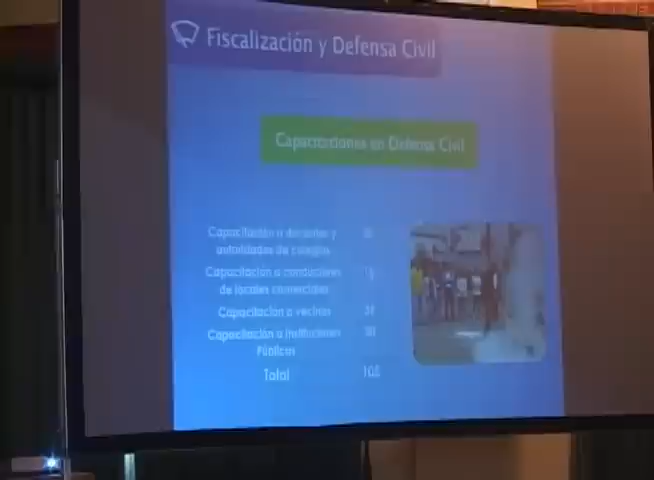 Fiscalización y Defensa Civil
Capacitaciones en Defensa Civil
Capacitación a docentes y
autoridades de colegios
Capacitación a conductores
de locales comerciales
Capacitación a vecinos
Capacitación a Instituciones
Públicas
Total